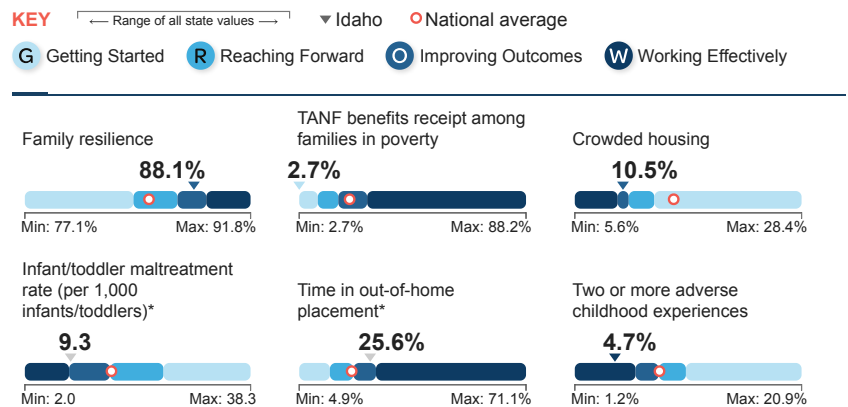 KEY
Range of all state values
Idaho
National average
G Getting Started
R Reaching Forward
O Improving Outcomes
W Working Effectively
Family resilience
88.1%
Min: 77.1% Max: 91.8%
TANF benefits receipt among
families in poverty
2.7%
Min: 2.7% Max: 88.2%
Crowded housing
10.5%
Min: 5.6% Max: 28.4%
Infant/toddler maltreatment
rate (per 1,000
infants/toddlers)*
9.3
Min: 2.0 Max: 38.3
Time in out-of-home
placement*
25.6%
Min: 4.9% Max: 71.1%
Two or more adverse
childhood experiences
4.7%
Min: 1.2% Max: 20.9%